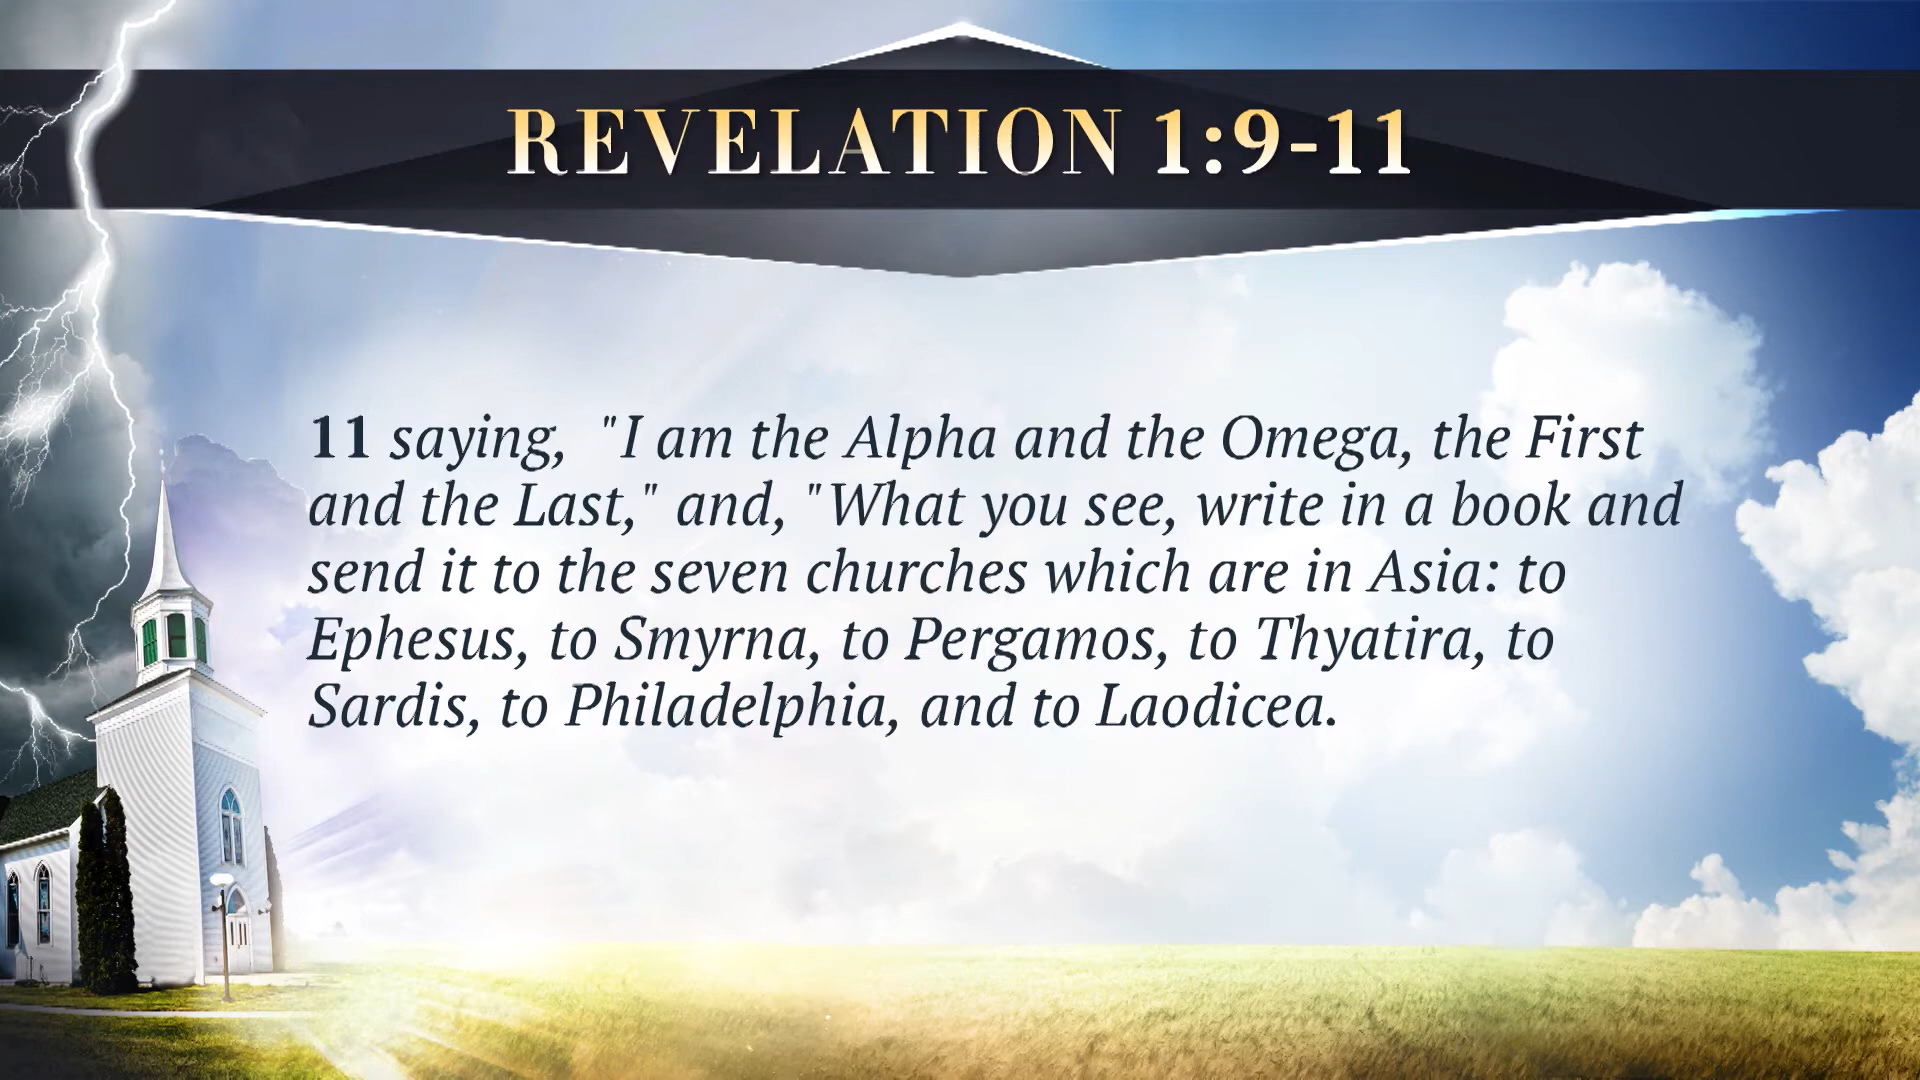 REVELATION 1:9-11
11 saying, "I am the Alpha and the Omega, the First
and the Last," and, "What you see, write in a book and
send it to the seven churches which are in Asia: to
Ephesus, to Smyrna, to Pergamos, to Thyatira, to
Sardis, to Philadelphia, and to Laodicea.